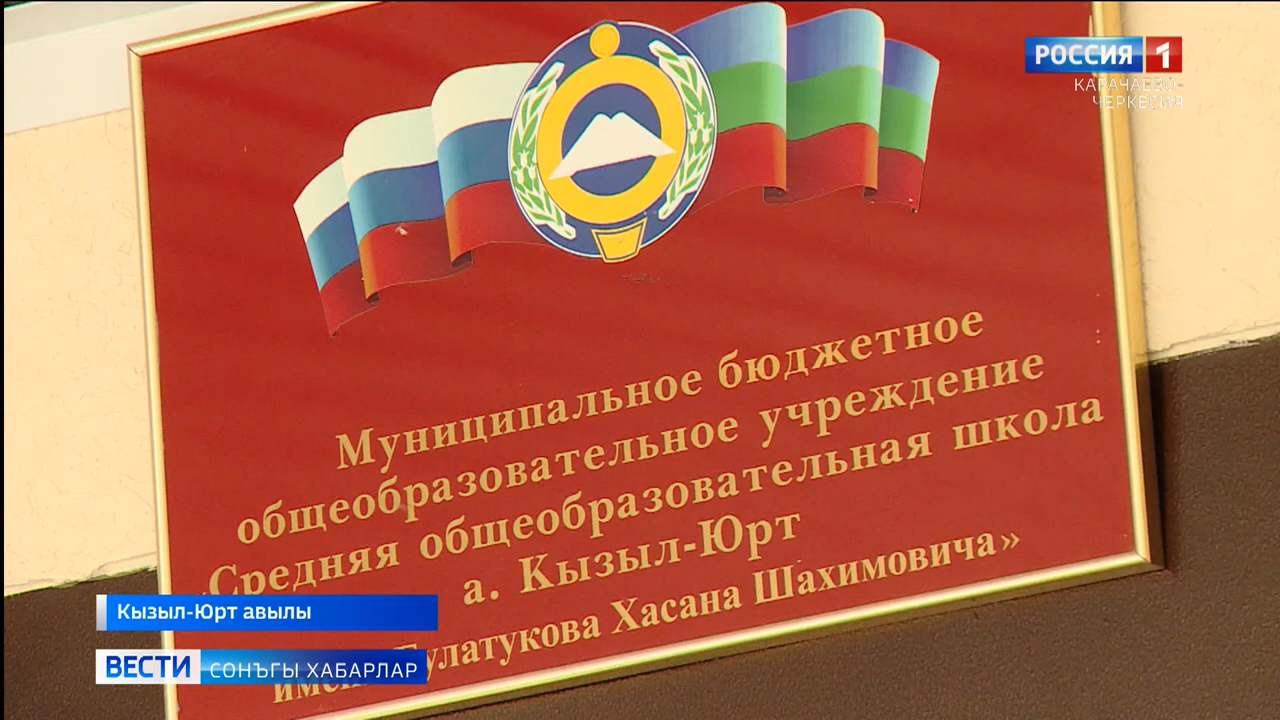 РОССИЯ 1
КАРАЧАЕВО-
ЧЕРКЕСИЯ
Муниципальное бюджетное
общеобразовательное учреждение
«Средняя общеобразовательная школа
а. Кызыл-Юрт
Хасана Шахимовича»
Кызыл-Юрт авылы
ВЕСТИ СОНЪГЫ ХАБАРЛАР